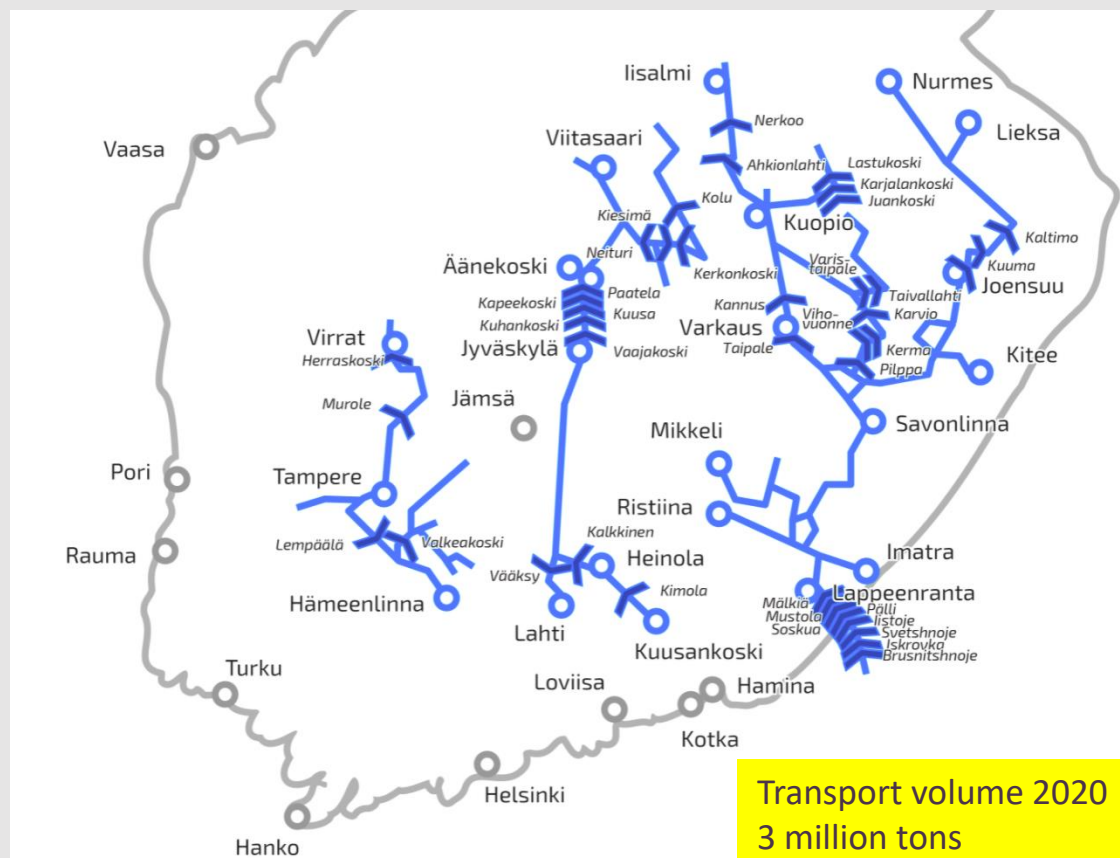 Iisalmi
Nurmes
Lieksa
Nerkoo
Vaasa
Viitasaari
Ahkionlahti
Lastukoski
Karjalankoski
Juankoski
Kolu
Kiesimä
Kuopio
Kaltimo
Neituri
Kuuma
Äänekoski
Kerkonkoski
Varis-
taipale
Joensuu
Paatela
Kapeekoski
Kuusa
Kannus
Taivallahti
Karvio
Viho-
vuonne
Kuhankoski
Virrat
Varkaus
Herraskoski
Jyväskylä
Vaajakoski
Taipale
Kerma
Pilppa
Kitee
Jämsä
Murole
Savonlinna
Mikkeli
Pori
Tampere
Ristiina
Kalkkinen
Lempäälä
Valkeakoski
Rauma
Heinola
Imatra
Vääksy
Kimola
Hämeenlinna
Lappeenranta
Mälkiä
Mustola
Soskua
Pälli
Iistoje
Svetshnoje
Iskrovka
Brusnitshnoje
Lahti
Kuusankoski
Turku
Loviisa
Hamina
Kotka
Helsinki
Hanko
Transport volume 2020
3 million tons